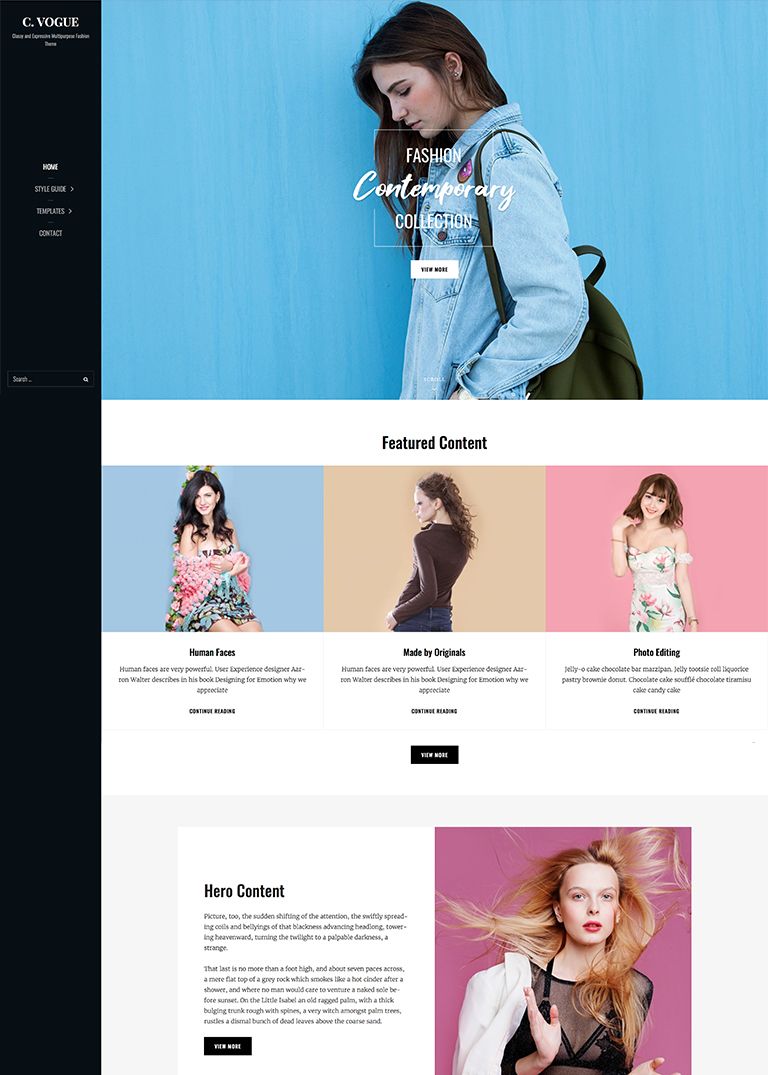 C. VOGUE
Classy and Expressive Multipurpose Fashion
Theme
HOME
STYLE GUIDE
TEMPLATES
CONTACT
Search ...
FASHION
Contemporary
COLLECTION
VIEW MORE
SCROLL
Featured Content
Human Faces
Human faces are very powerful. User Experience designer Aar-
ron Walter describes in his book Designing for Emotion why we
appreciate
CONTINUE READING
Made by Originals
Human faces are very powerful. User Experience designer Aar-
ron Walter describes in his book Designing for Emotion why we
appreciate
CONTINUE READING
Photo Editing
Jelly-o cake chocolate bar marzipan. Jelly tootsie roll liquorice
pastry brownie donut. Chocolate cake soufflé chocolate tiramisu
cake candy cake
CONTINUE READING
VIEW MORE
Hero Content
Picture, too, the sudden shifting of the attention, the swiftly spread-
ing coils and bellyings of that blackness advancing headlong, tower-
ing heavenward, turning the twilight to a palpable darkness, a
strange.
That last is no more than a foot high, and about seven paces across,
a mere flat top of a grey rock which smokes like a hot cinder after a
shower, and where no man would care to venture a naked sole be-
fore sunset. On the Little Isabel an old ragged palm, with a thick
bulging trunk rough with spines, a very witch amongst palm trees,
rustles a dismal bunch of dead leaves above the coarse sand.
VIEW MORE